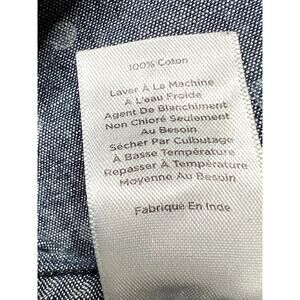 100% Coton
Laver À La Machine
À L'eau Froide
Agent De Blanchiment
Non Chloré Seulement
Au Besoin
Sécher Par Culbutage
À Basse Température
Repasser À Température
Moyenne Au Besoin
Fabriqué En Inde